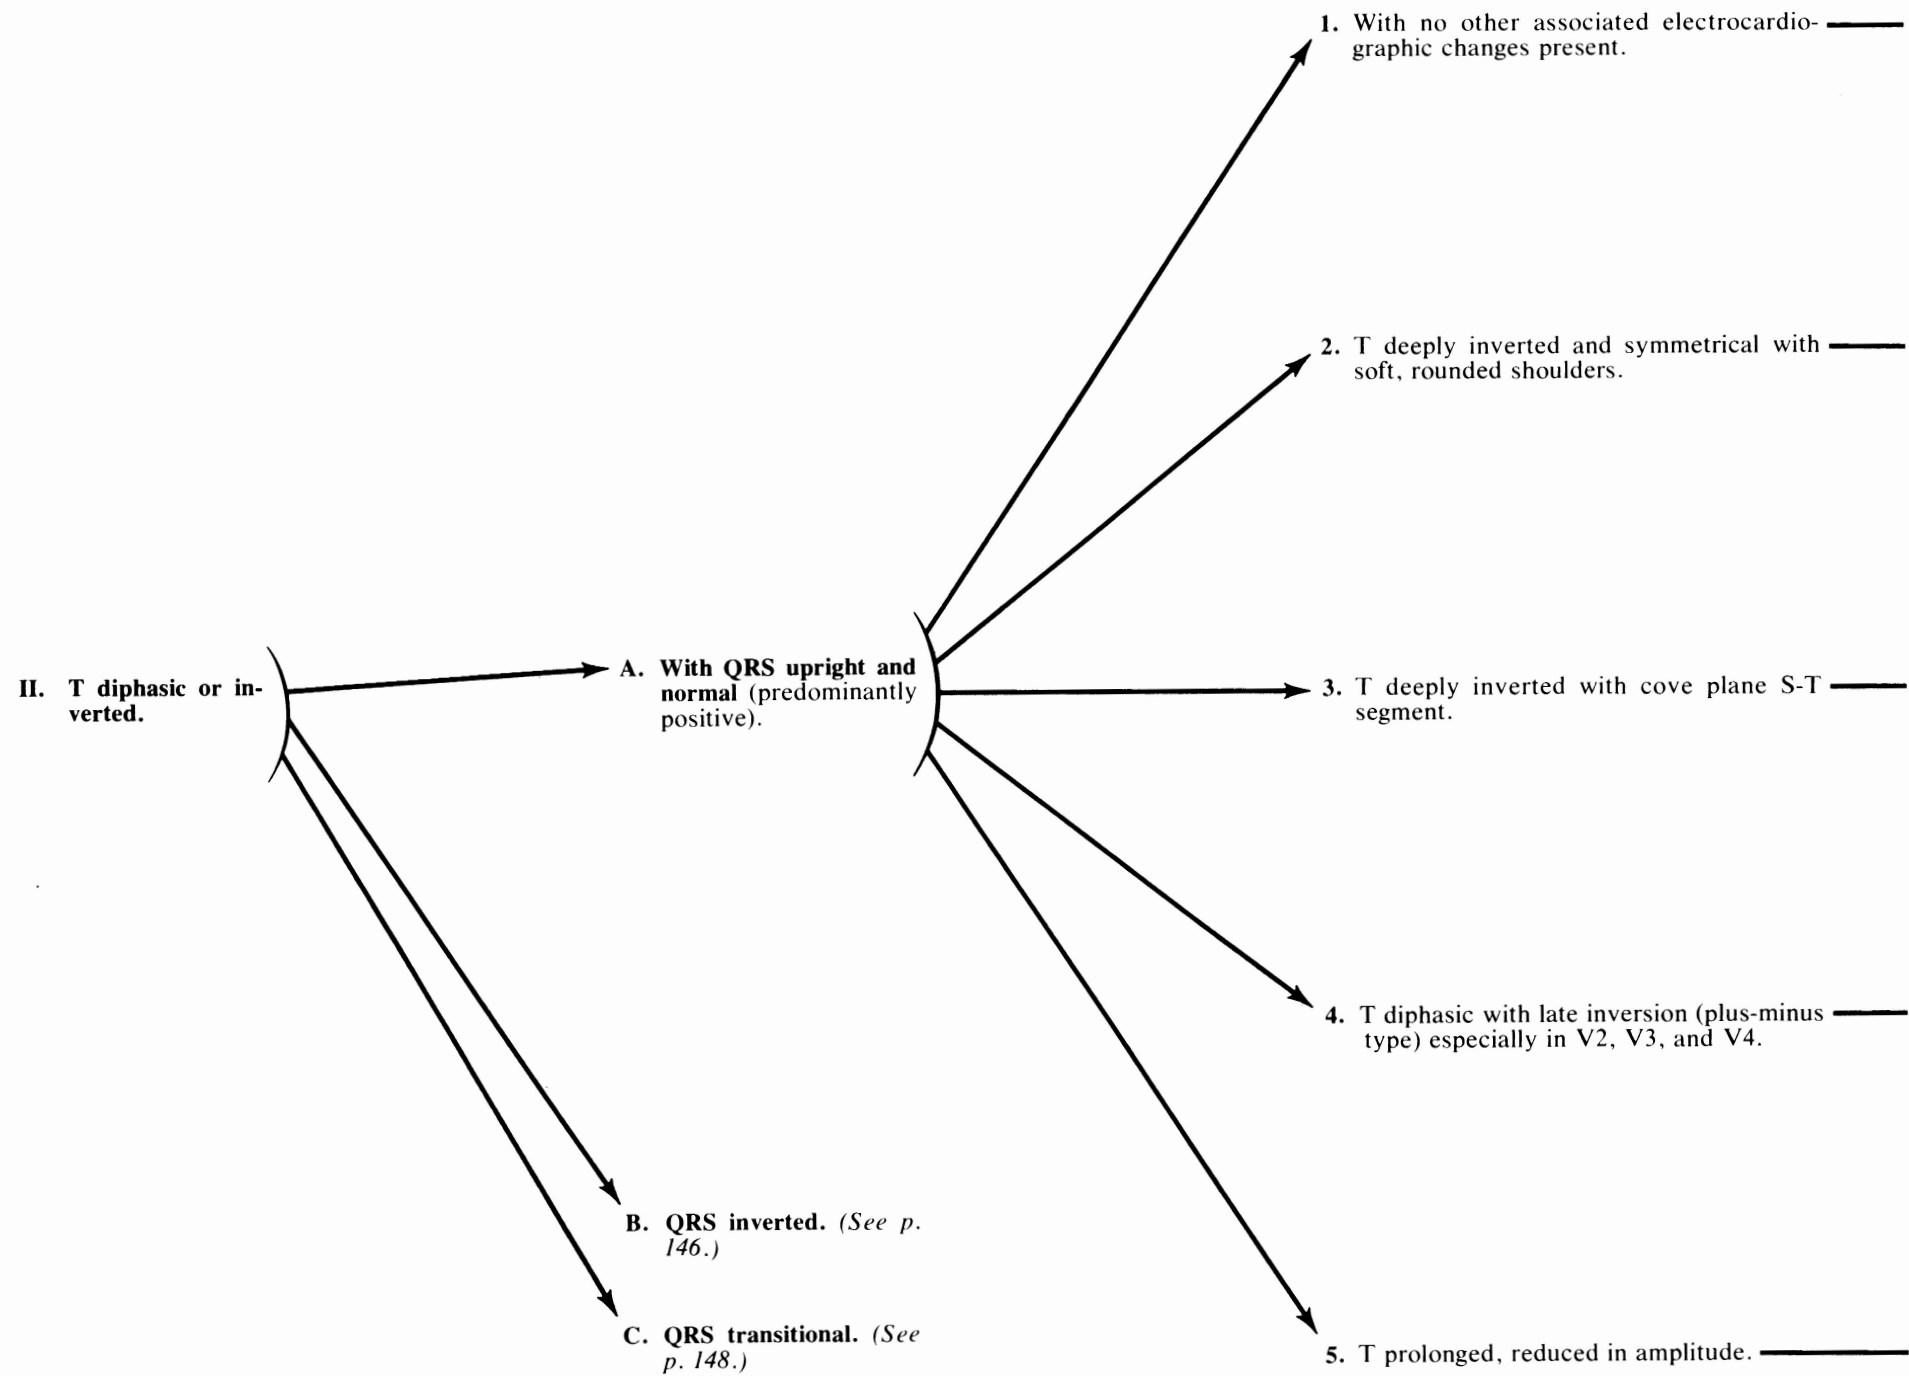 II. T diphasic or in-
verted.
A. With QRS upright and
normal (predominantly
positive).
B. QRS inverted. (See p.
146.)
C. QRS transitional. (See
p. 148.)
1. With no other associated electrocardio-
graphic changes present.
2. T deeply inverted and symmetrical with
soft, rounded shoulders.
3. T deeply inverted with cove plane S-T
segment.
4. T diphasic with late inversion (plus-minus
type) especially in V2, V3, and V4.
5. T prolonged, reduced in amplitude.